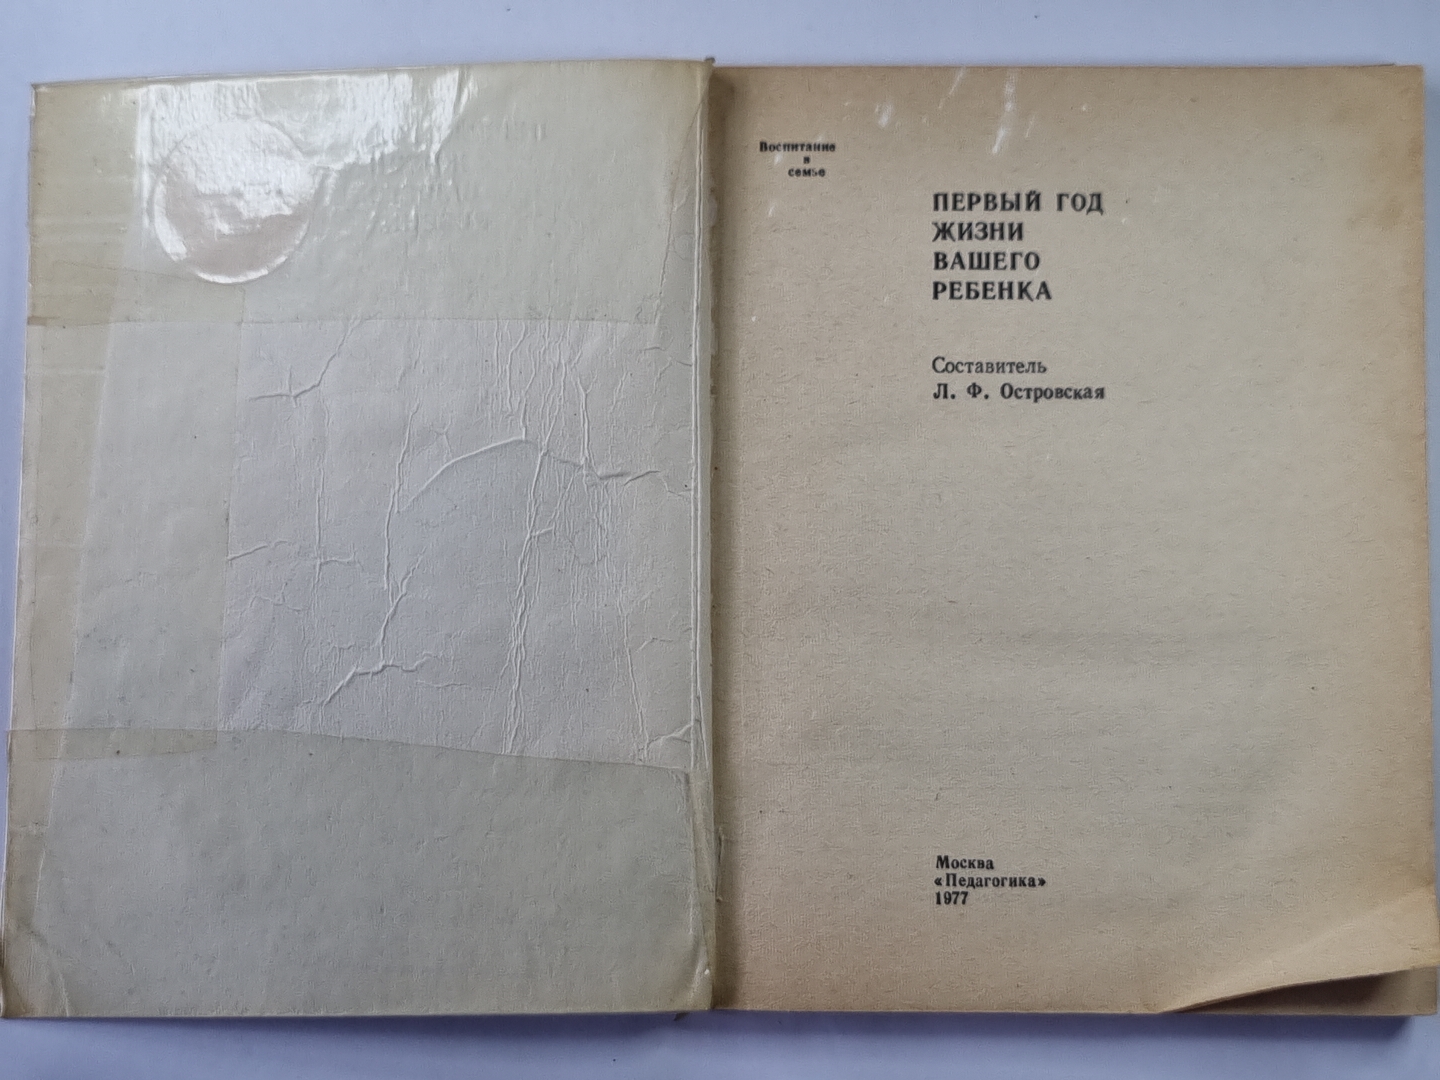 Воспитание
в
семье
ПЕРВЫЙ ГОД
ЖИЗНИ
ВАШЕГО
РЕБЕНКА
Составитель
Л. Ф. Островская
Москва
«Педагогика»
1977